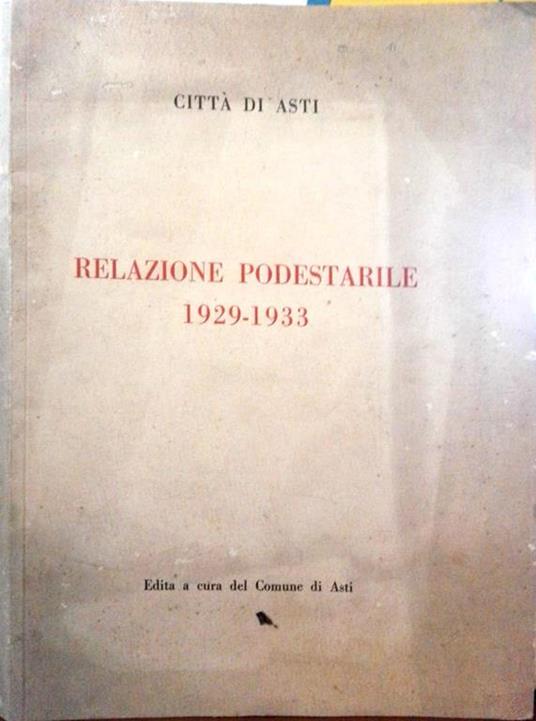 CITTÀ DI ASTI
RELAZIONE PODESTARILE
1929-1933
Edita a cura del Comune di Asti